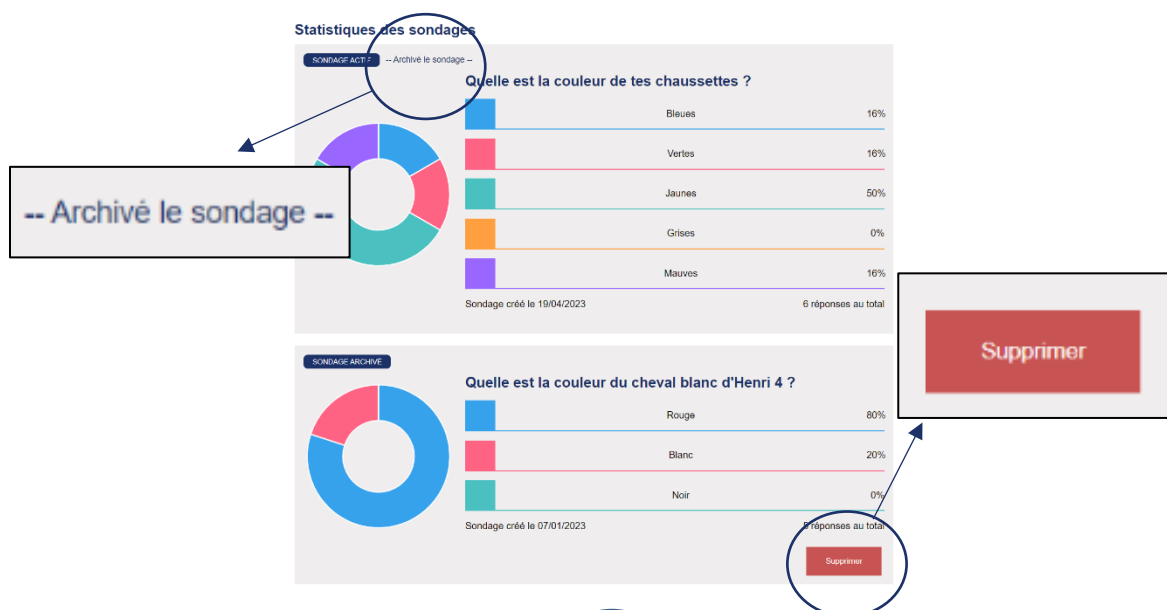 Statistiques des sondages
SONDAGE ACTIF -- Archivé le sondage --
Quelle est la couleur de tes chaussettes ?
Bleues 16%
Vertes 16%
Jaunes 50%
Grises 0%
Mauves 16%
Sondage créé le 19/04/2023 6 réponses au total
-- Archivé le sondage --
SONDAGE ARCHIVÉ
Quelle est la couleur du cheval blanc d'Henri 4 ?
Rouge 80%
Blanc 20%
Noir 0%
Sondage créé le 07/01/2023 5 réponses au total
Supprimer
Supprimer